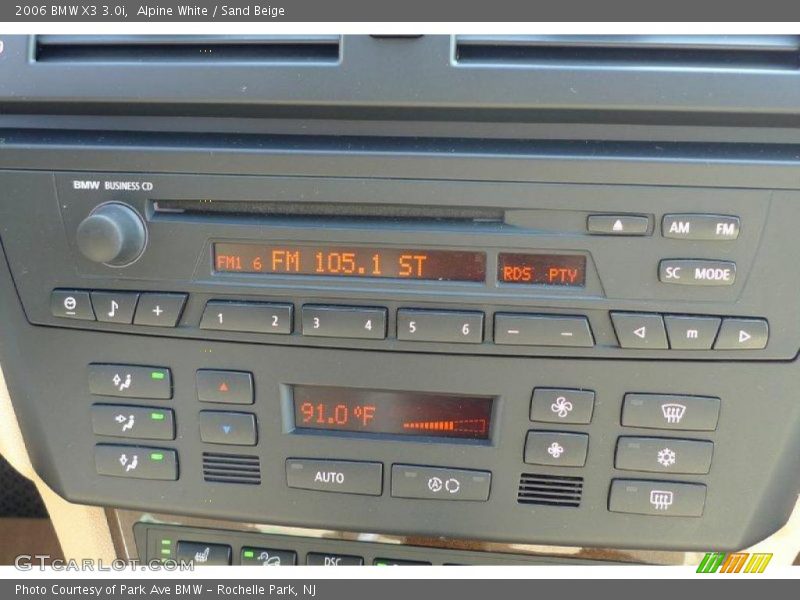 2006 BMW X3 3.0i, Alpine White / Sand Beige
BMW BUSINESS CD
AM FM
FM1 6 FM 105.1 ST
RDS PTY
SC MODE
1 2
3 4
5 6
m
91.0 °F
AUTO
DSC
GTCarLot.com
Photo Courtesy of Park Ave BMW - Rochelle Park, NJ